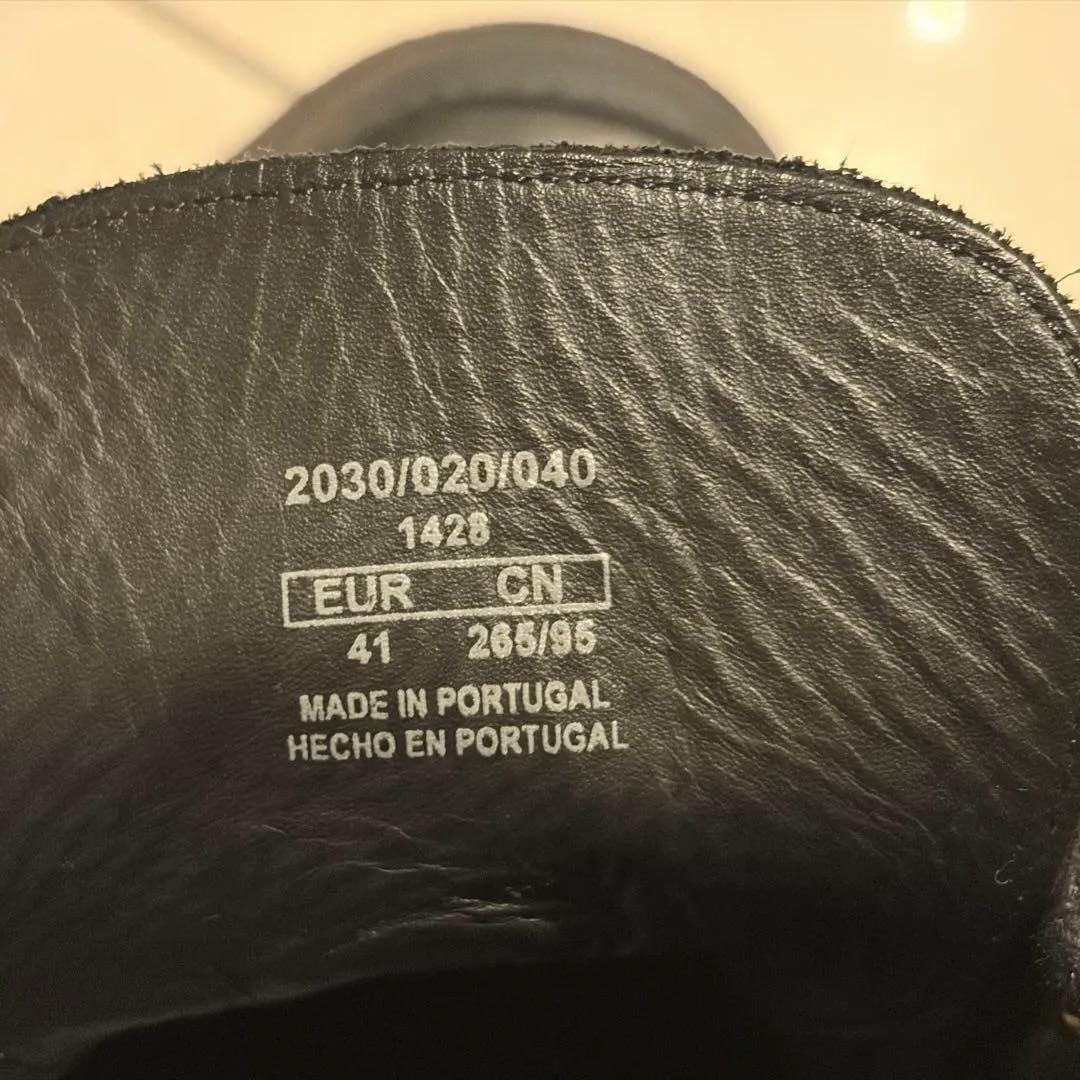 2030/020/040
1428
EUR CN
41 265/95
MADE IN PORTUGAL
HECHO EN PORTUGAL